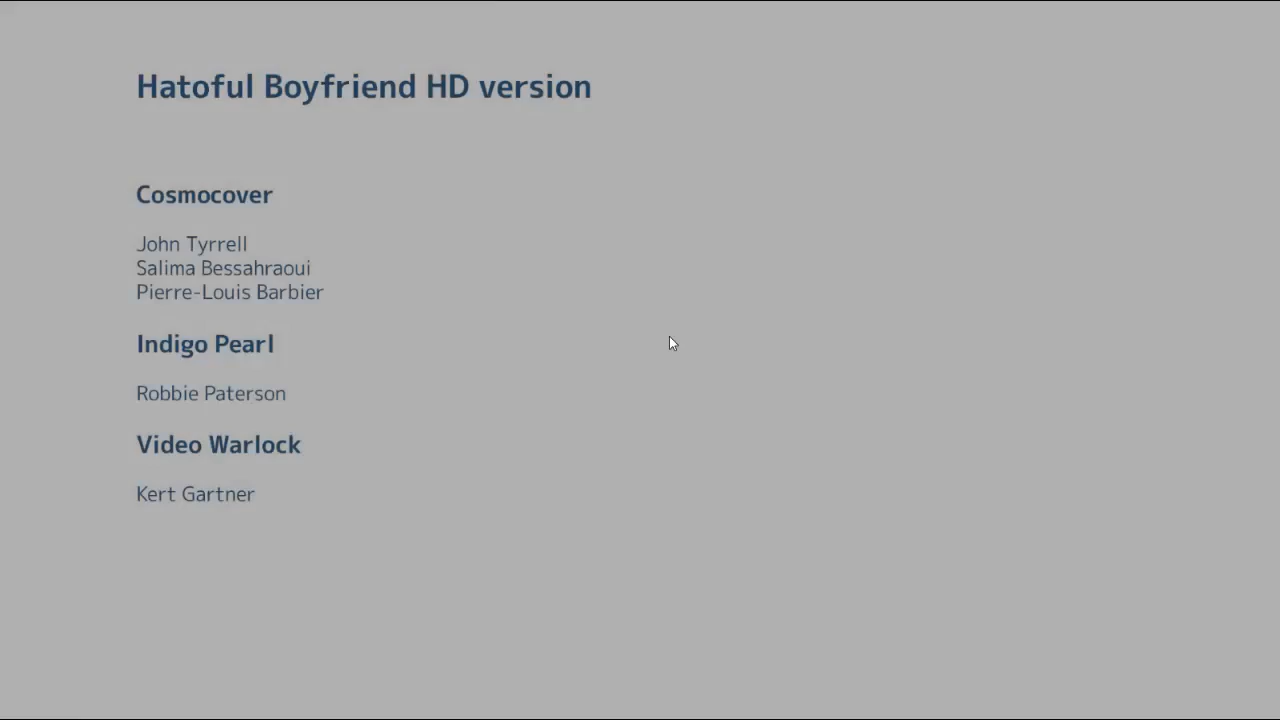 Hatoful Boyfriend HD version
Cosmocover
John Tyrrell
Salima Bessahraoui
Pierre-Louis Barbier
Indigo Pearl
Robbie Paterson
Video Warlock
Kert Gartner